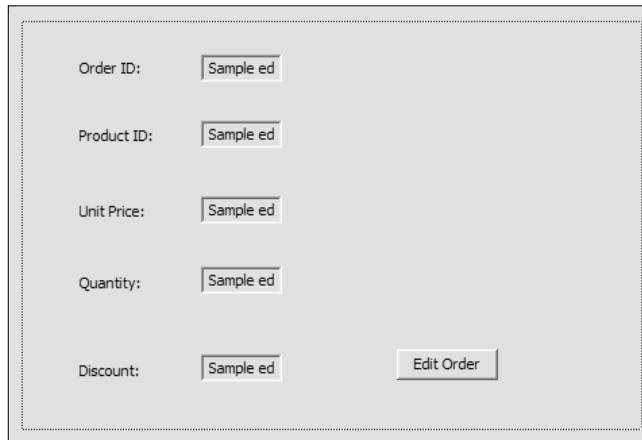 Order ID: Sample ed
Product ID: Sample ed
Unit Price: Sample ed
Quantity: Sample ed
Discount: Sample ed Edit Order